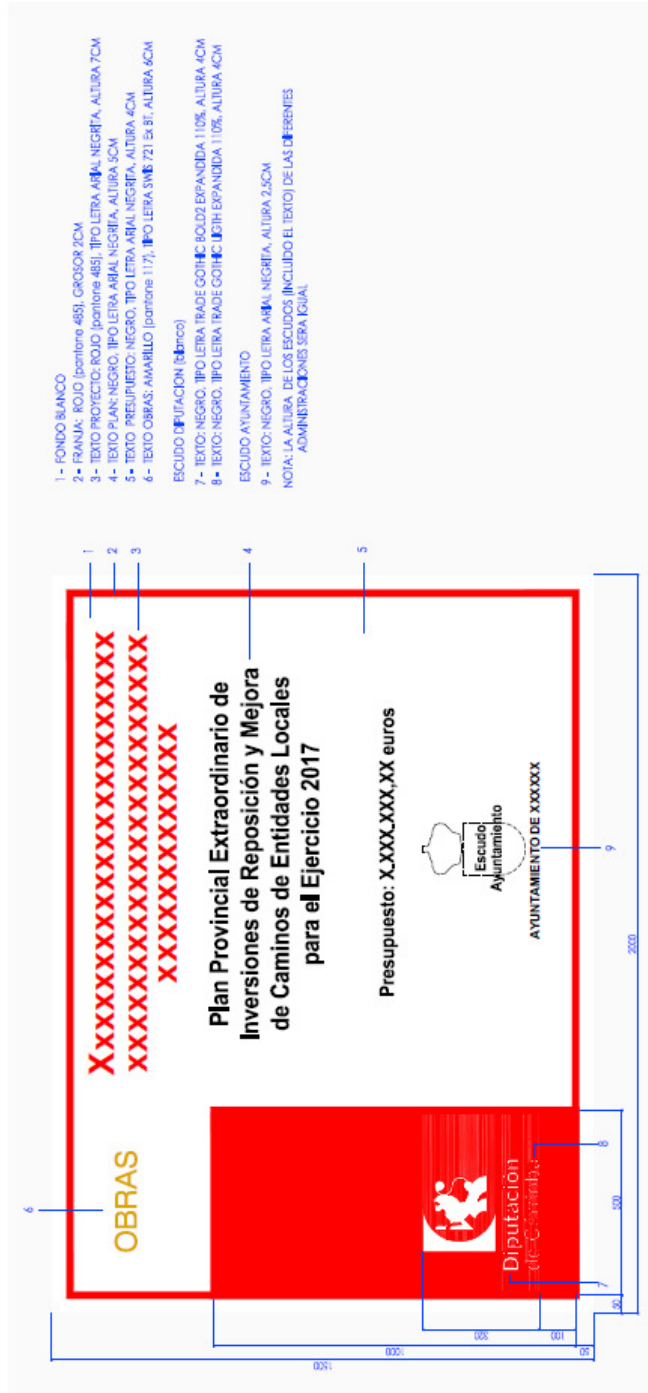 1 - FONDO BLANCO
2 - FRANJA: ROJO (pantone 485), GROSOR 2CM
3 - TEXTO PROYECTO: ROJO (pantone 485), TIPO LETRA ARIAL NEGRITA, ALTURA 7CM
4 - TEXTO PLAN: NEGRO, TIPO LETRA ARIAL NEGRITA, ALTURA 5CM
5 - TEXTO PRESUPUESTO: NEGRO, TIPO LETRA ARIAL NEGRITA, ALTURA 4CM
6 - TEXTO OBRAS: AMARILLO (pantone 117), TIPO LETRA SWIS 721 Ex BT, ALTURA 6CM
ESCUDO DIPUTACION (blanco)
7 - TEXTO: NEGRO, TIPO LETRA TRADE GOTHIC BOLD2 EXPANDIDA 110%, ALTURA 4CM
8 - TEXTO: NEGRO, TIPO LETRA TRADE GOTHIC LIGTH EXPANDIDA 110%, ALTURA 4CM
ESCUDO AYUNTAMIENTO
9 - TEXTO: NEGRO, TIPO LETRA ARIAL NEGRITA, ALTURA 2,5CM
NOTA: LA ALTURA DE LOS ESCUDOS (INCLUÍDO EL TEXTO) DE LAS DIFERENTES
ADMINISTRACIONES SERA IGUAL
6
OBRAS
Xxxxxxxxxxxxxxxxxxxxxxx
xxxxxxxxxxxxxxxxxxxxxxx
xxxxxxxxxxxxx
1
2
3
Plan Provincial Extraordinario de
Inversiones de Reposición y Mejora
de Caminos de Entidades Locales
para el Ejercicio 2017
4
Presupuesto: X.XXX.XXX,XX euros
5
Escudo
Ayuntamiento
AYUNTAMIENTO DE XXXXXX
9
Diputación
7
8
1500
1000
100
50
50
500
2000